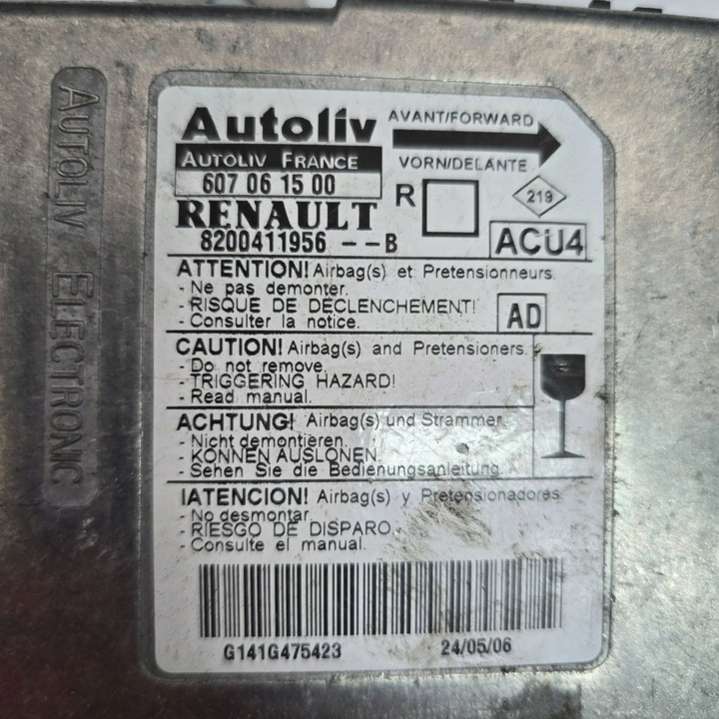 AUTOLIV ELECTRONIC
Autoliv
AVANT/FORWARD
AUTOLIV FRANCE
VORN/DELANTE
607 06 15 00
R
219
RENAULT
8200411956 --B
ACU4
ATTENTION! Airbag(s) et Pretensionneurs.
- Ne pas demonter.
- RISQUE DE DECLENCHEMENT!
- Consulter la notice.
AD
CAUTION! Airbag(s) and Pretensioners.
- Do not remove.
- TRIGGERING HAZARD!
- Read manual.
ACHTUNG! Airbag(s) und Strammer.
- Nicht demontieren.
- KONNEN AUSLONEN.
- Sehen Sie die Bedienungsanleitung
IATENCION! Airbag(s) y Pretensionadores.
- No desmontar.
- RIESGO DE DISPARO.
- Consulte el manual.
G141G475423
24/05/06